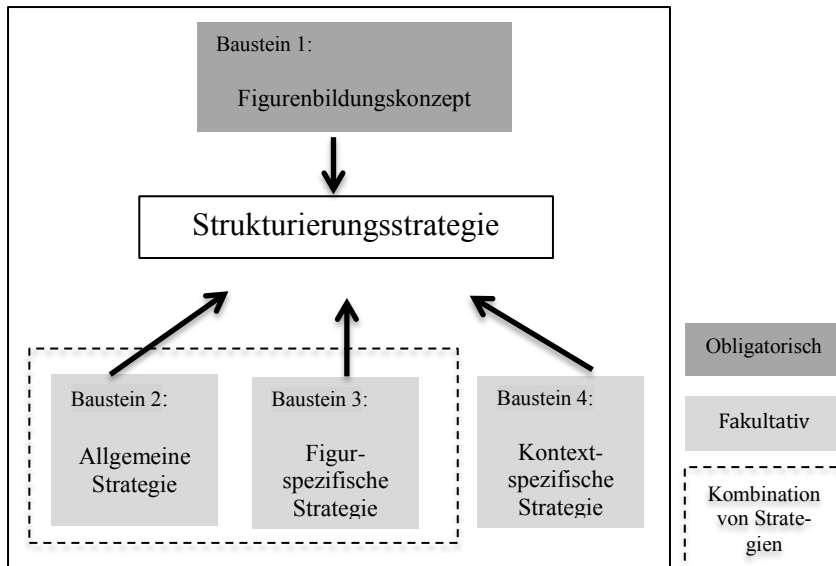 Baustein 1:
Figurenbildungskonzept
Strukturierungsstrategie
Baustein 2:
Allgemeine
Strategie
Baustein 3:
Figur-
spezifische
Strategie
Baustein 4:
Kontext-
spezifische
Strategie
Obligatorisch
Fakultativ
Kombination
von Strate-
gien